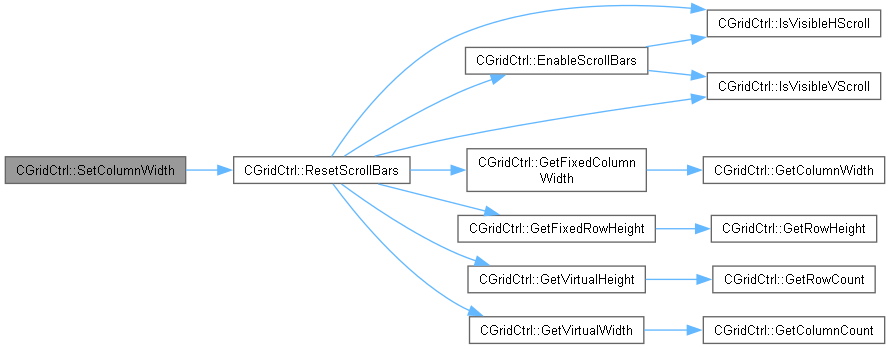 CGridCtrl::SetColumnWidth
CGridCtrl::ResetScrollBars
CGridCtrl::IsVisibleHScroll
CGridCtrl::EnableScrollBars
CGridCtrl::IsVisibleVScroll
CGridCtrl::GetFixedColumn
Width
CGridCtrl::GetColumnWidth
CGridCtrl::GetFixedRowHeight
CGridCtrl::GetRowHeight
CGridCtrl::GetVirtualHeight
CGridCtrl::GetRowCount
CGridCtrl::GetVirtualWidth
CGridCtrl::GetColumnCount